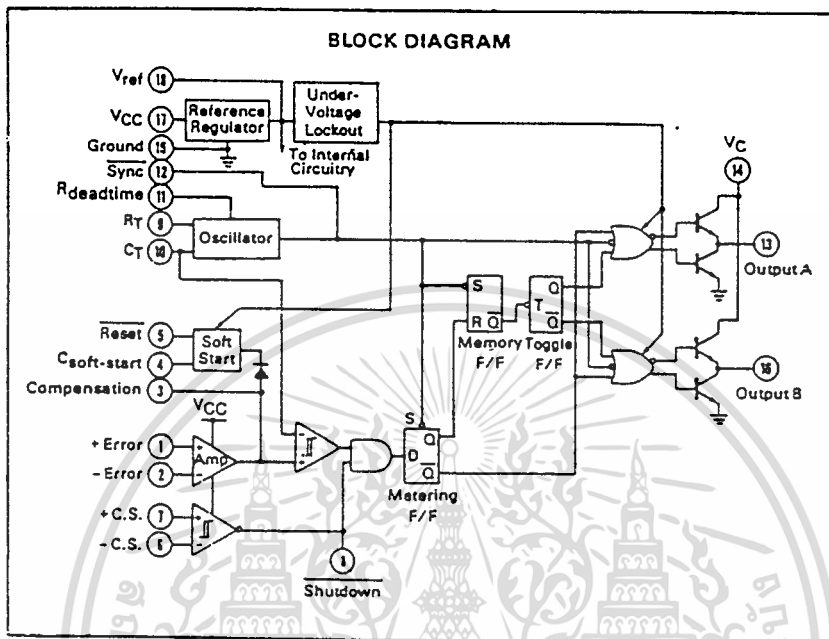 BLOCK DIAGRAM
Vref 18
VCC 17
Ground 15
Sync 12
Rdeadtime 11
RT 9
CT 10
Reset 5
Csoft-start 4
Compensation 3
+ Error 1
− Error 2
+ C.S. 7
− C.S. 6
Reference
Regulator
Under-
Voltage
Lockout
To Internal
Circuitry
Oscillator
Soft
Start
VCC
+
Amp
−
−
+
+
−
8
Shutdown
S
D Q
Q
Metering
F/F
S
R Q
Memory
F/F
Q
T
Q
Toggle
F/F
VC
14
13
Output A
16
Output B